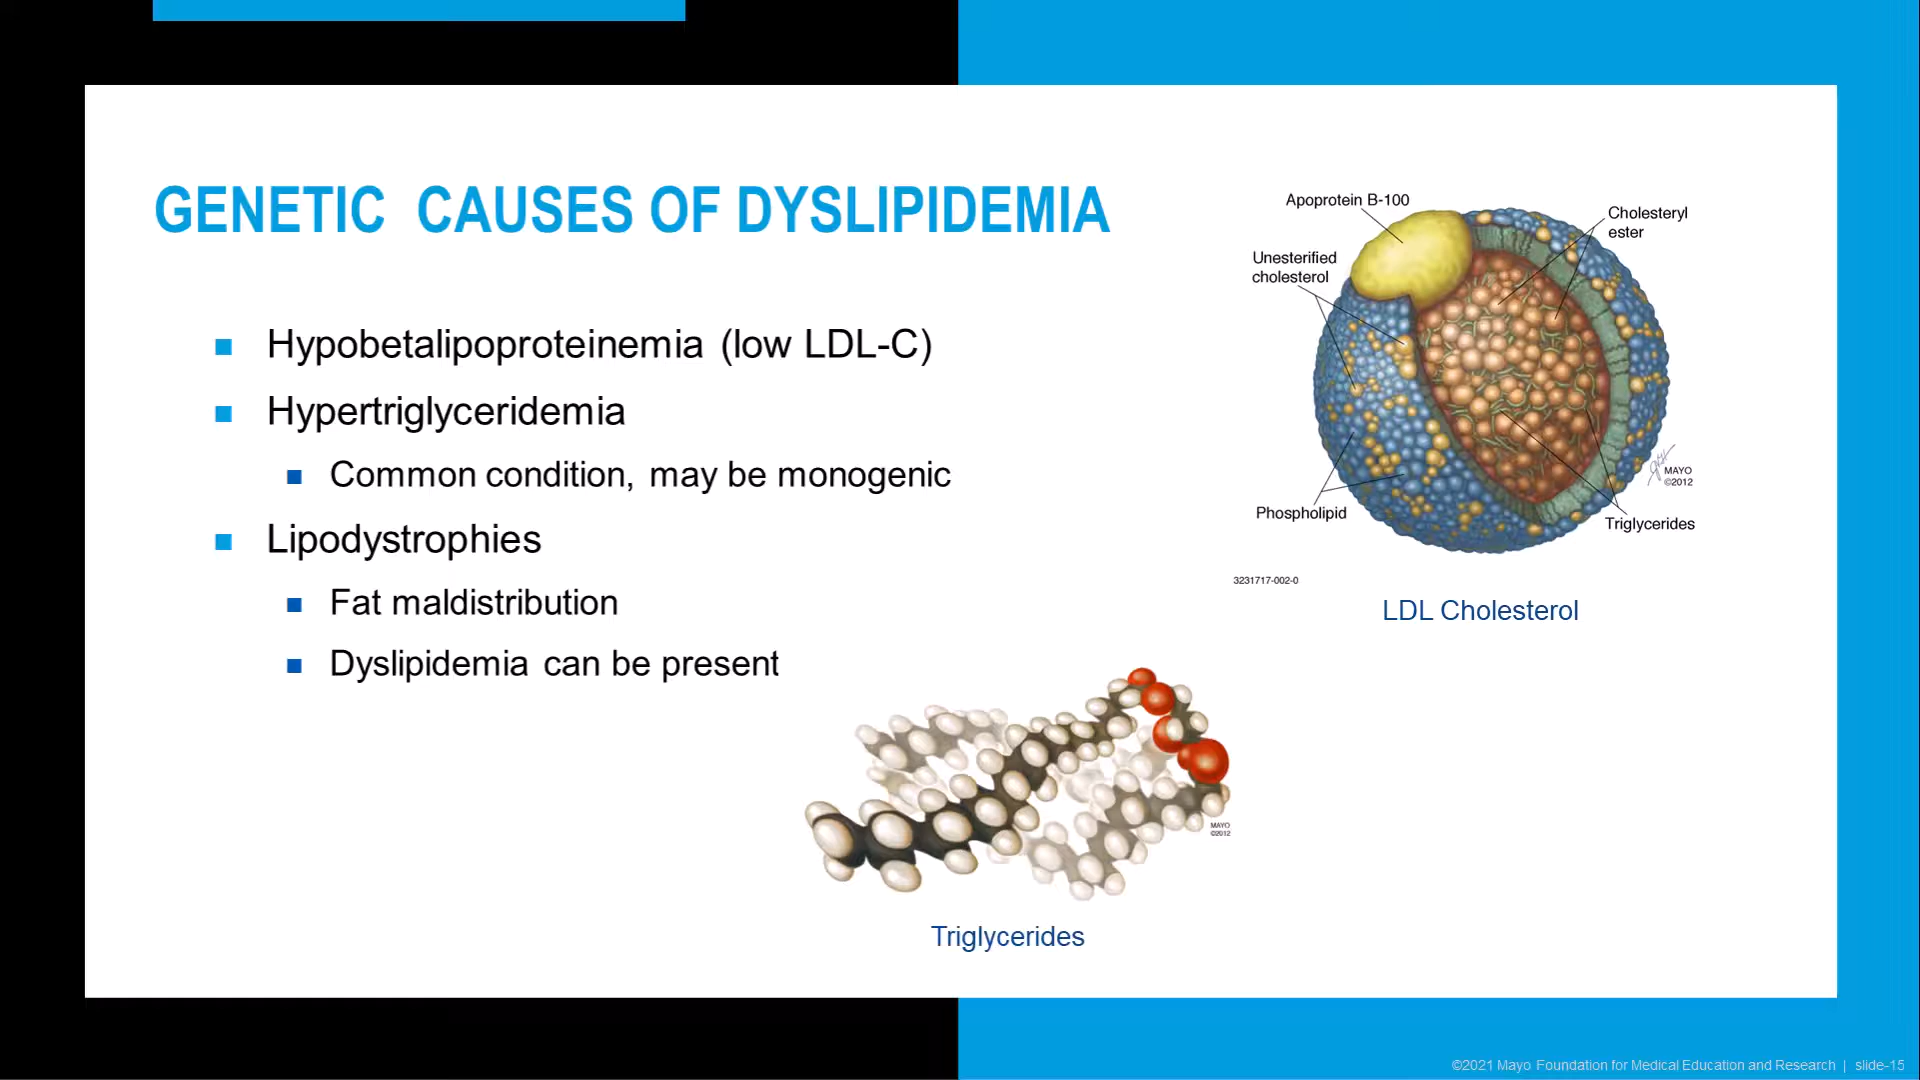 GENETIC CAUSES OF DYSLIPIDEMIA
Hypobetalipoproteinemia (low LDL-C)
Hypertriglyceridemia
Common condition, may be monogenic
Lipodystrophies
Fat maldistribution
Dyslipidemia can be present
Apoprotein B-100
Cholesteryl
ester
Unesterified
cholesterol
MAYO
©2012
Phospholipid
Triglycerides
3231717-002-0
LDL Cholesterol
MAYO
©2012
Triglycerides
©2021 Mayo Foundation for Medical Education and Research | slide-15